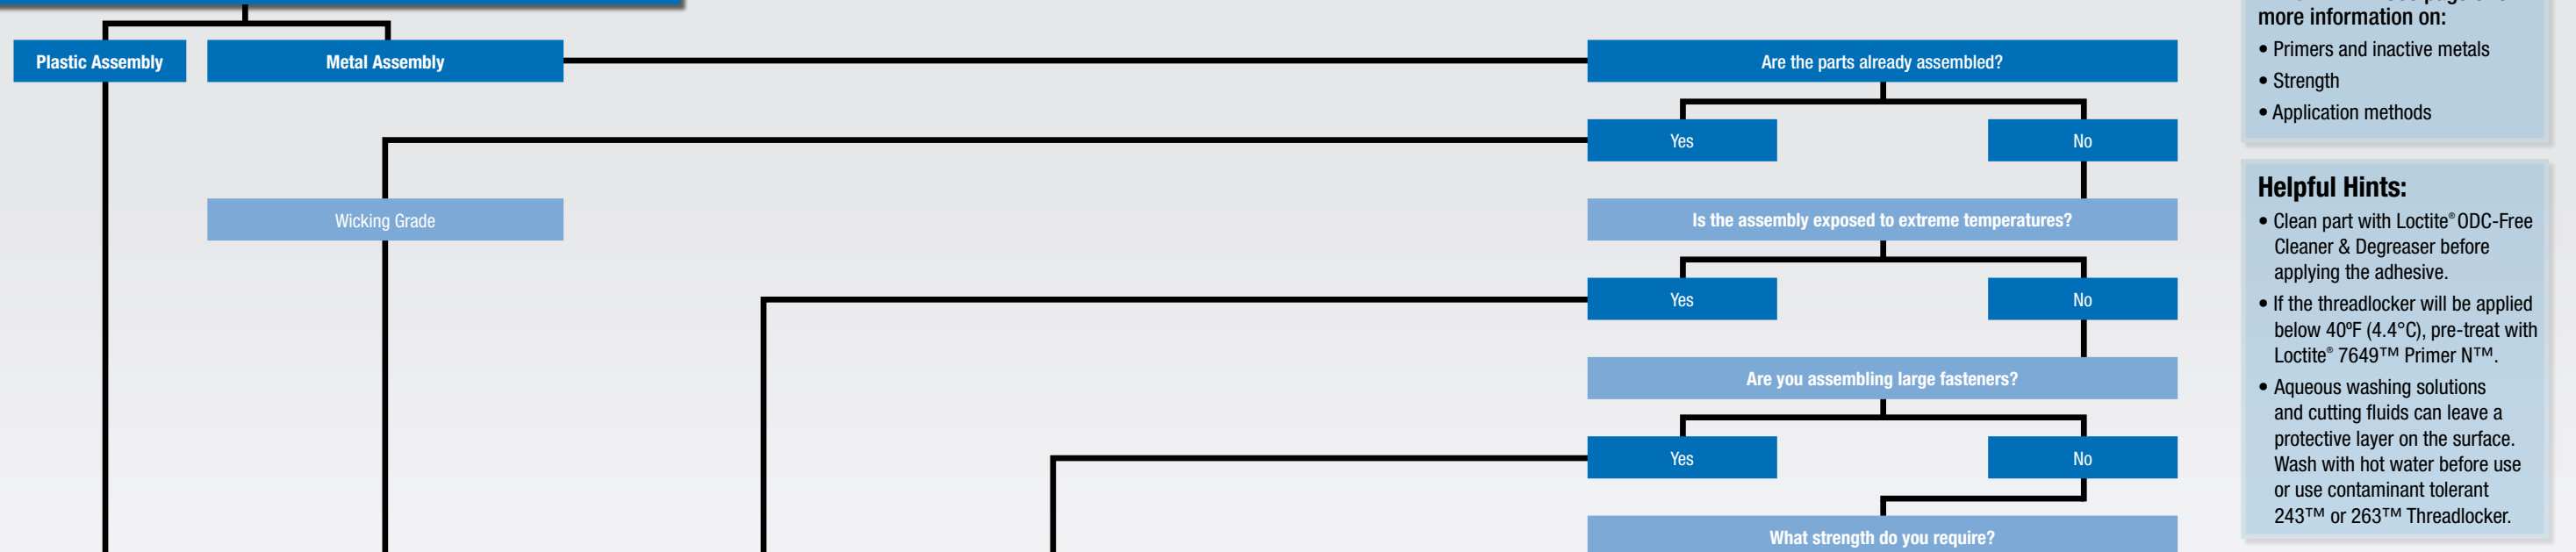 Plastic Assembly
Metal Assembly
Are the parts already assembled?
Yes
No
Wicking Grade
Is the assembly exposed to extreme temperatures?
Yes
No
Are you assembling large fasteners?
Yes
No
What strength do you require?
more information on:
• Primers and inactive metals
• Strength
• Application methods
Helpful Hints:
• Clean part with Loctite® ODC-Free
Cleaner & Degreaser before
applying the adhesive.
• If the threadlocker will be applied
below 40ºF (4.4°C), pre-treat with
Loctite® 7649™ Primer N™.
• Aqueous washing solutions
and cutting fluids can leave a
protective layer on the surface.
Wash with hot water before use
or use contaminant tolerant
243™ or 263™ Threadlocker.